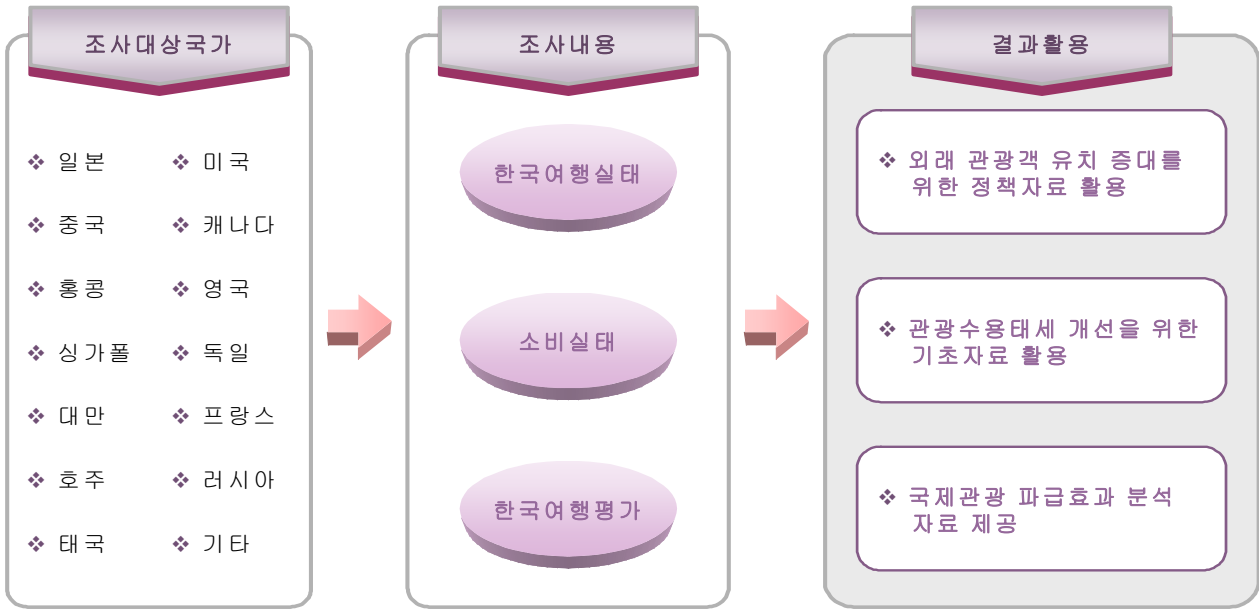 조사대상국가
❖ 일본
❖ 미국
❖ 중국
❖ 캐나다
❖ 홍콩
❖ 영국
❖ 싱가폴
❖ 독일
❖ 대만
❖ 프랑스
❖ 호주
❖ 러시아
❖ 태국
❖ 기타
조사내용
한국여행실태
소비실태
한국여행평가
결과활용
❖ 외래 관광객 유치 증대를
위한 정책자료 활용
❖ 관광수용태세 개선을 위한
기초자료 활용
❖ 국제관광 파급효과 분석
자료 제공